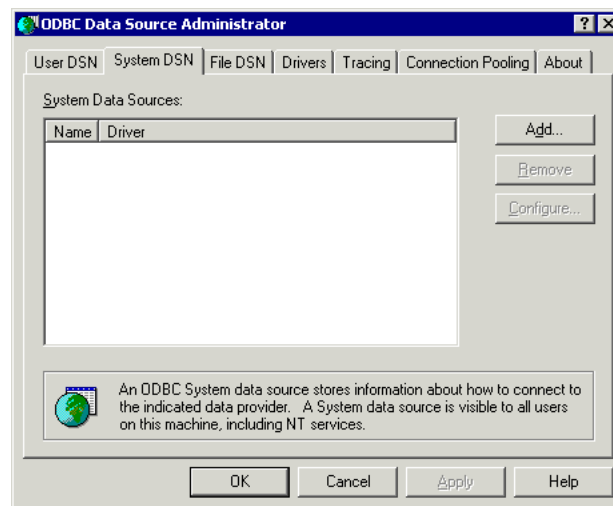 ODBC Data Source Administrator
User DSN System DSN File DSN Drivers Tracing Connection Pooling About
System Data Sources:
Name Driver
Add...
Remove
Configure...
An ODBC System data source stores information about how to connect to
the indicated data provider. A System data source is visible to all users
on this machine, including NT services.
OK Cancel Apply Help